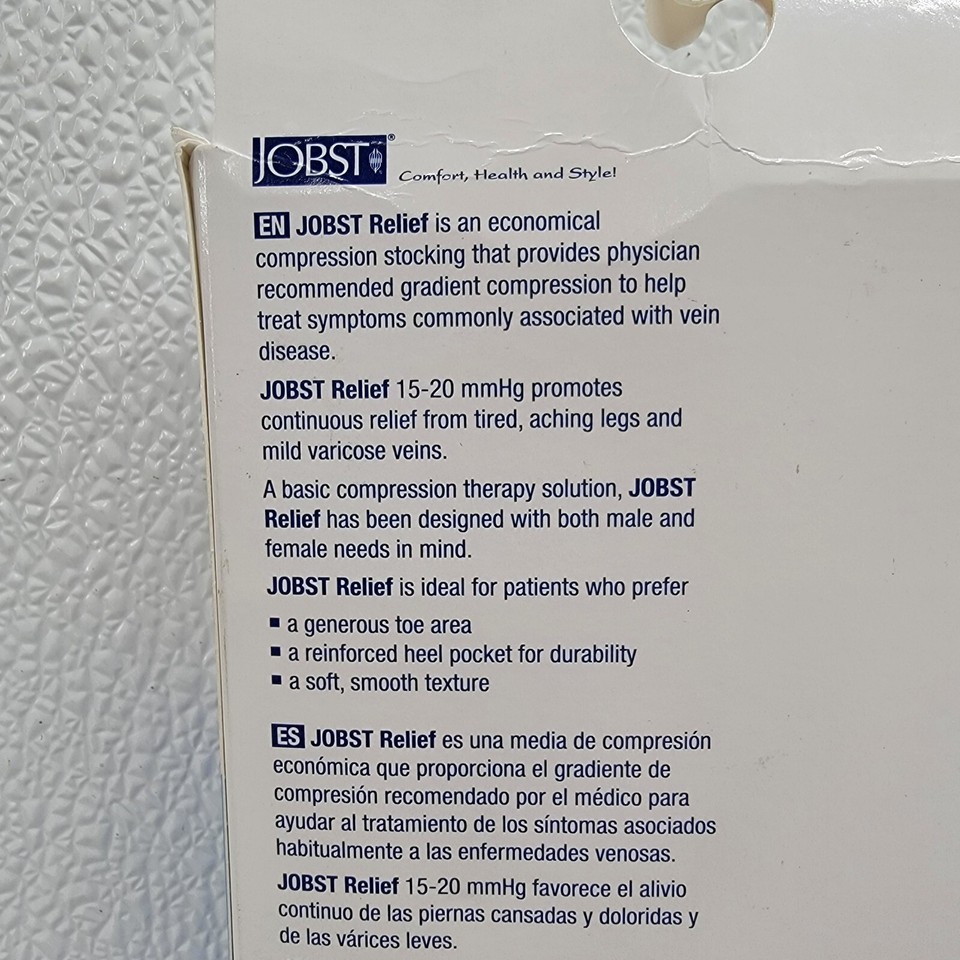 JOBST®
Comfort, Health and Style!
EN JOBST Relief is an economical
compression stocking that provides physician
recommended gradient compression to help
treat symptoms commonly associated with vein
disease.
JOBST Relief 15-20 mmHg promotes
continuous relief from tired, aching legs and
mild varicose veins.
A basic compression therapy solution, JOBST
Relief has been designed with both male and
female needs in mind.
JOBST Relief is ideal for patients who prefer
▪ a generous toe area
▪ a reinforced heel pocket for durability
▪ a soft, smooth texture
ES JOBST Relief es una media de compresión
económica que proporciona el gradiente de
compresión recomendado por el médico para
ayudar al tratamiento de los síntomas asociados
habitualmente a las enfermedades venosas.
JOBST Relief 15-20 mmHg favorece el alivio
continuo de las piernas cansadas y doloridas y
de las várices leves.